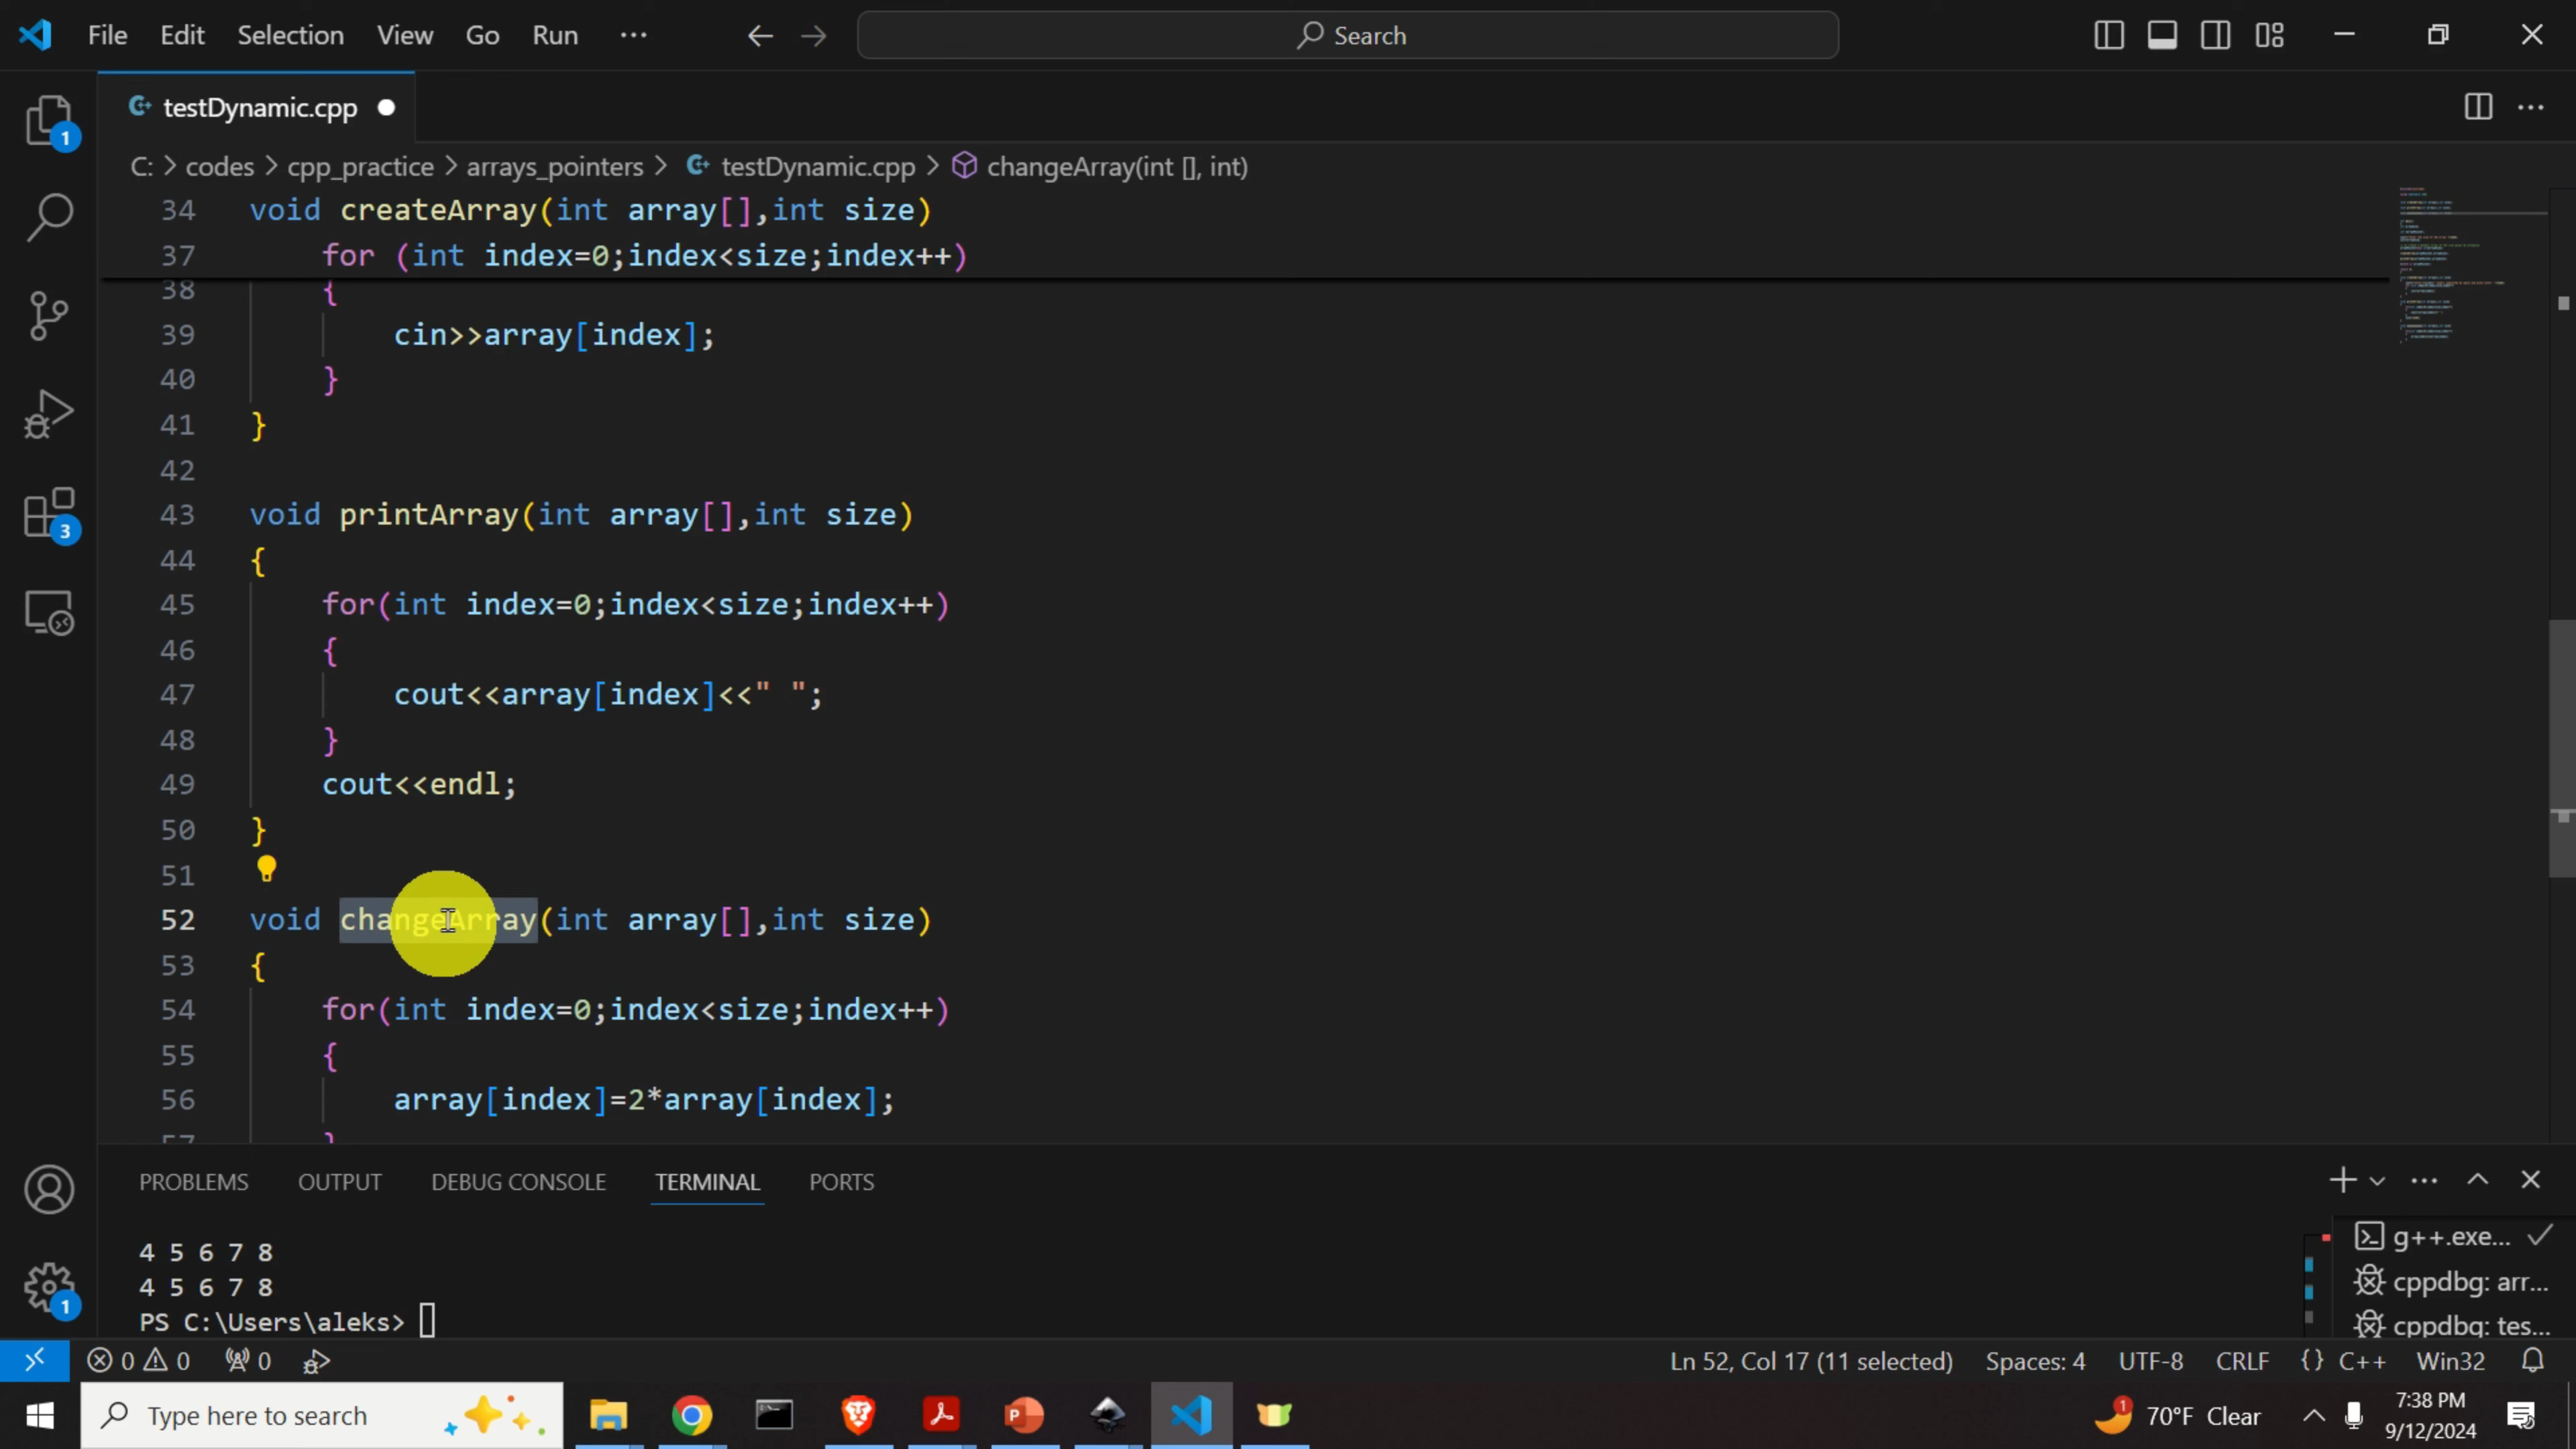 File Edit Selection View Go Run ··· Search
testDynamic.cpp
C: > codes > cpp_practice > arrays_pointers > testDynamic.cpp > changeArray(int [], int)
34 void createArray(int array[],int size)
37 for (int index=0;index<size;index++)
38 {
39 cin>>array[index];
40 }
41 }
42
43 void printArray(int array[],int size)
44 {
45 for(int index=0;index<size;index++)
46 {
47 cout<<array[index]<<" ";
48 }
49 cout<<endl;
50 }
51
52 void changeArray(int array[],int size)
53 {
54 for(int index=0;index<size;index++)
55 {
56 array[index]=2*array[index];
57 }
1
3
1
PROBLEMS OUTPUT DEBUG CONSOLE TERMINAL PORTS
4 5 6 7 8
4 5 6 7 8
PS C:\Users\aleks>
g++.exe...
cppdbg: arr...
cppdbg: tes...
0 0 0 Ln 52, Col 17 (11 selected) Spaces: 4 UTF-8 CRLF {} C++ Win32
Type here to search 1 70°F Clear 7:38 PM
9/12/2024